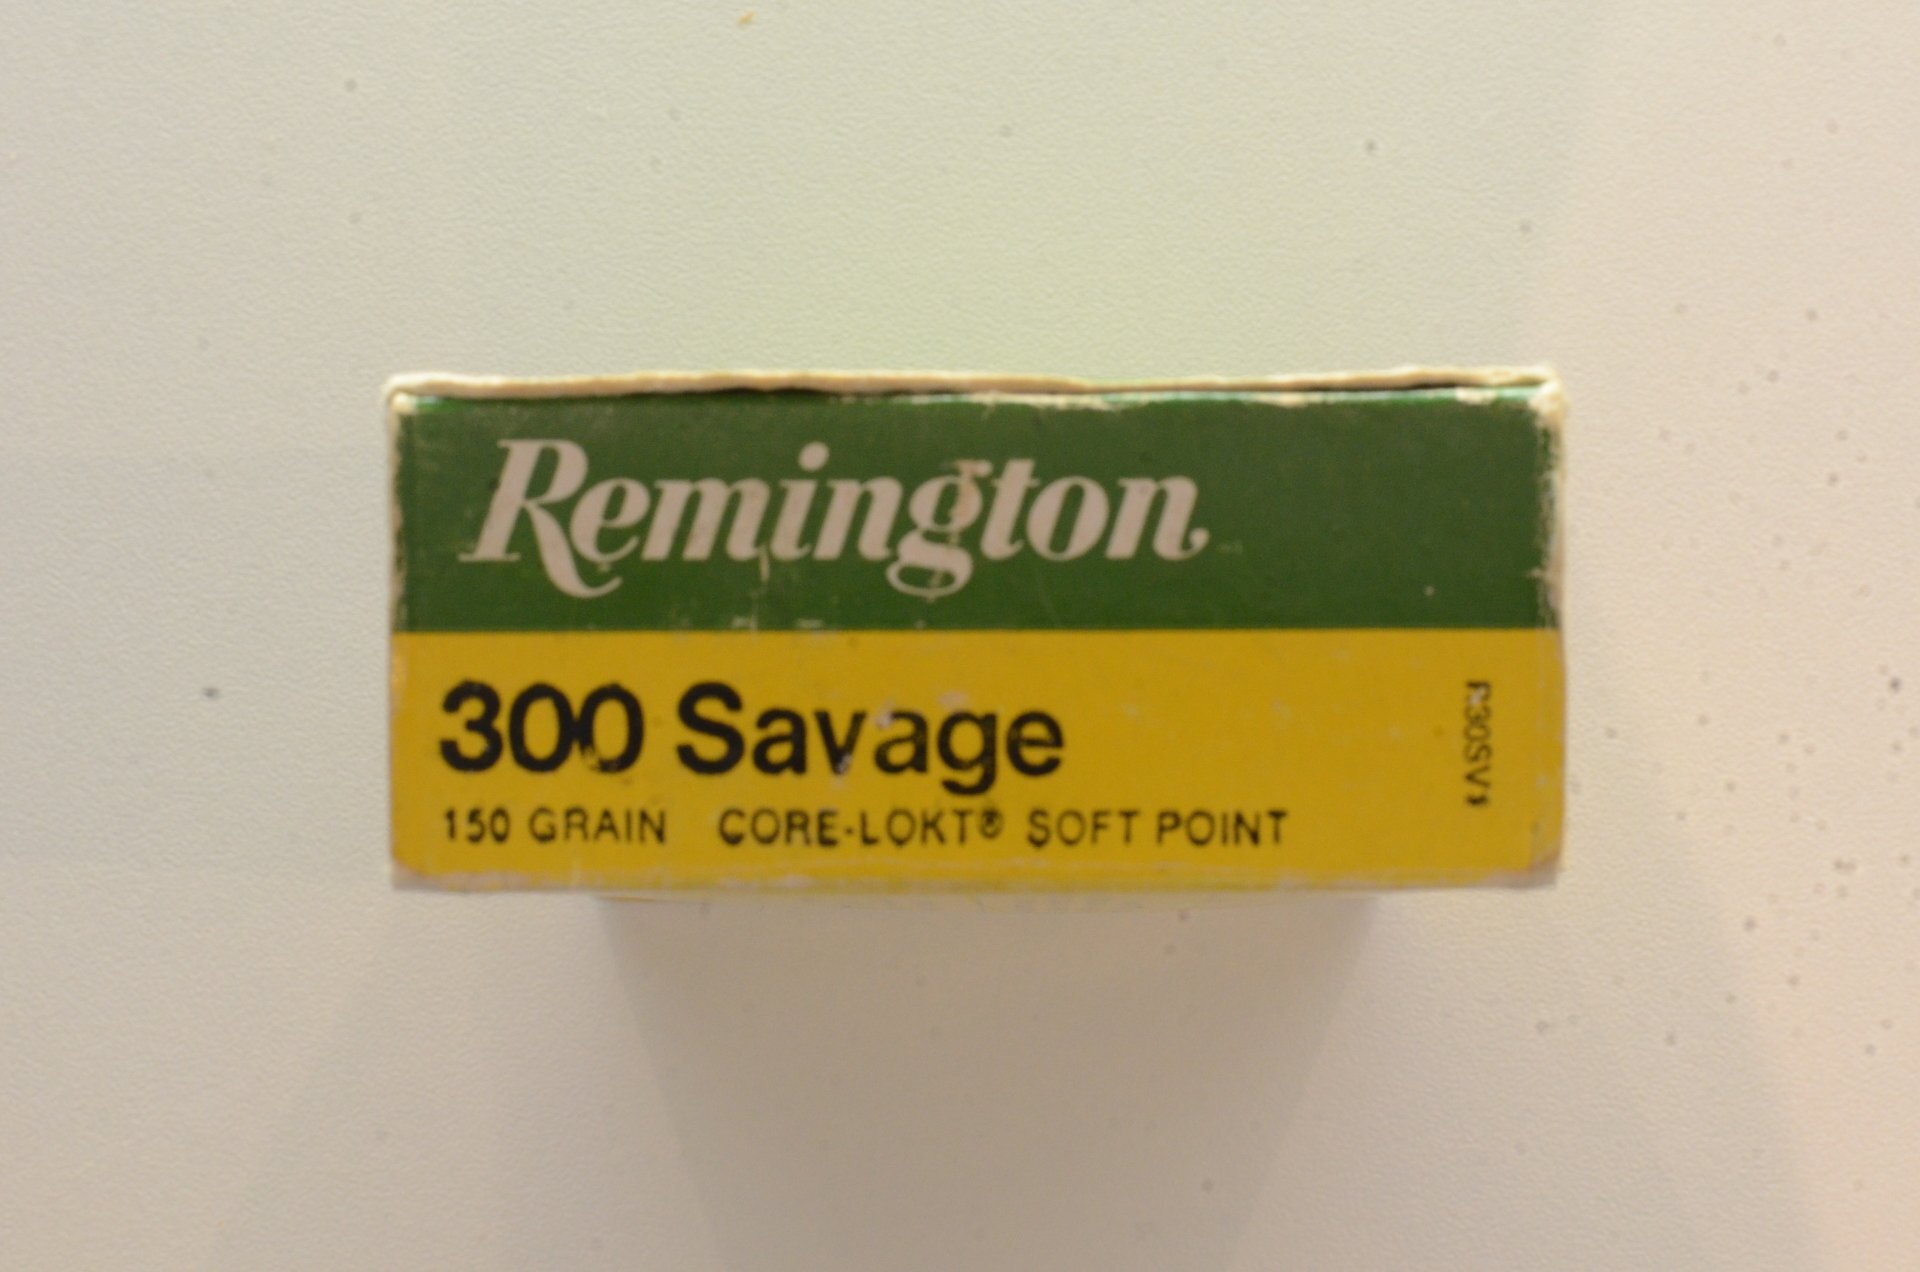 Remington
300 Savage
150 GRAIN CORE-LOKT® SOFT POINT
R30SV1